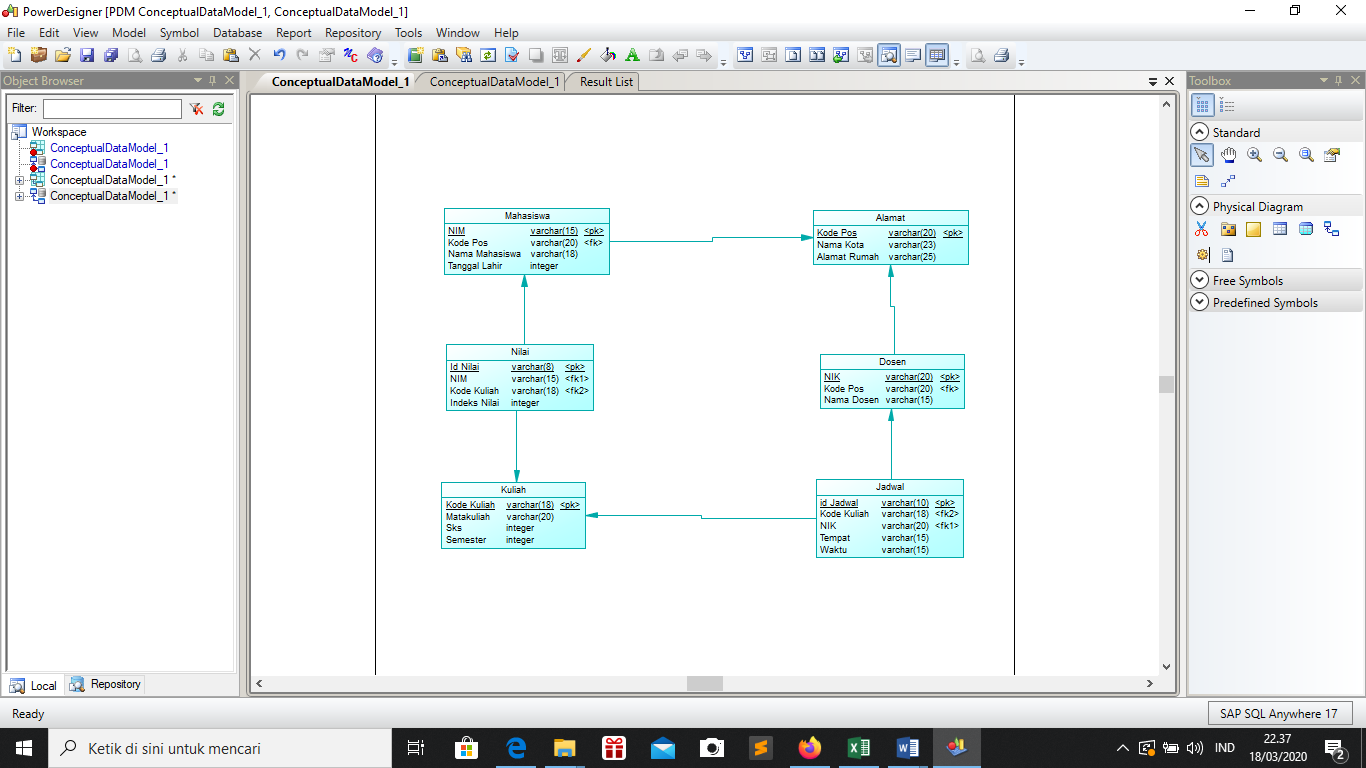 PowerDesigner [PDM ConceptualDataModel_1, ConceptualDataModel_1]
File Edit View Model Symbol Database Report Repository Tools Window Help
Object Browser
Filter:
Workspace
ConceptualDataModel_1
ConceptualDataModel_1
ConceptualDataModel_1 *
ConceptualDataModel_1 *
Local Repository
ConceptualDataModel_1 ConceptualDataModel_1 Result List
Mahasiswa
NIM varchar(15) <pk>
Kode Pos varchar(20) <fk>
Nama Mahasiswa varchar(18)
Tanggal Lahir integer
Alamat
Kode Pos varchar(20) <pk>
Nama Kota varchar(23)
Alamat Rumah varchar(25)
Nilai
Id Nilai varchar(8) <pk>
NIM varchar(15) <fk1>
Kode Kuliah varchar(18) <fk2>
Indeks Nilai integer
Dosen
NIK varchar(20) <pk>
Kode Pos varchar(20) <fk>
Nama Dosen varchar(15)
Kuliah
Kode Kuliah varchar(18) <pk>
Matakuliah varchar(20)
Sks integer
Semester integer
Jadwal
id Jadwal varchar(10) <pk>
Kode Kuliah varchar(18) <fk2>
NIK varchar(20) <fk1>
Tempat varchar(15)
Waktu varchar(15)
Toolbox
Standard
Physical Diagram
Free Symbols
Predefined Symbols
Ready
SAP SQL Anywhere 17
Ketik di sini untuk mencari
IND
22.37
18/03/2020
2